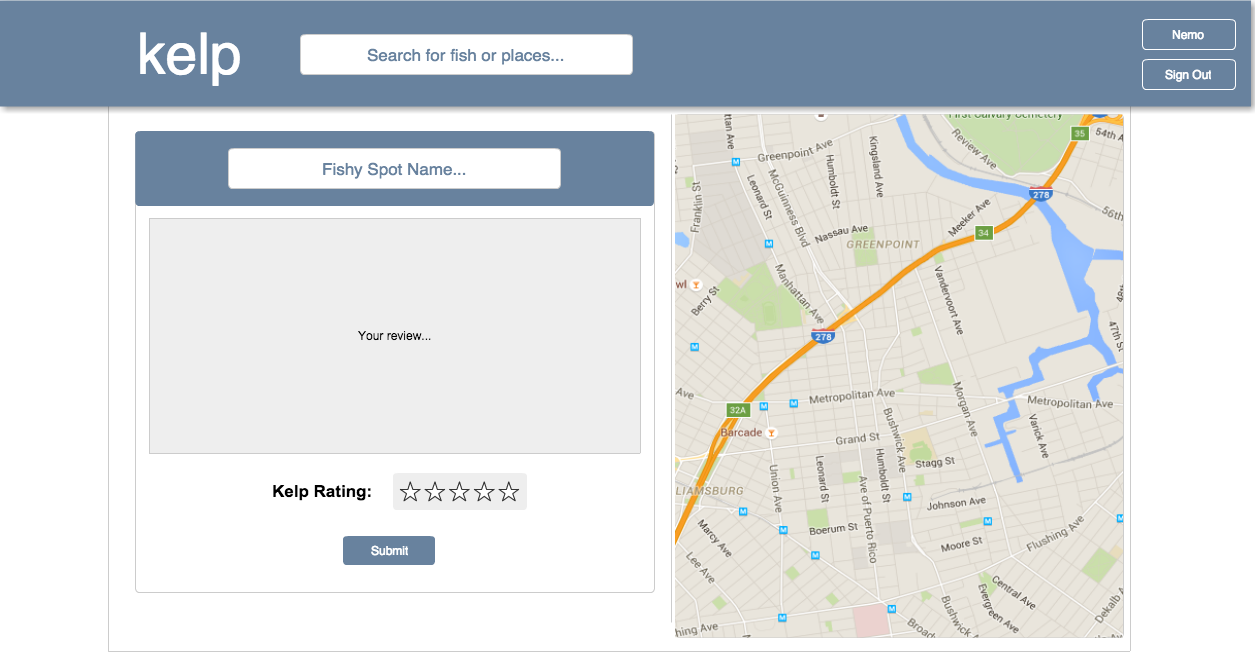 kelp
Search for fish or places...
Nemo
Sign Out
Fishy Spot Name...
Your review...
Kelp Rating:
Submit
First Calvary Cemetery
35
54th A
Review Ave
Greenpoint Ave
Kingsland Ave
Humboldt St
Leonard St
McGuinness Blvd
Franklin St
278
56th
Meeker Ave
34
Nassau Ave
GREENPOINT
Manhattan Ave
Vandervoort Ave
wl
Berry St
48th
47th St
278
M
Ave
Metropolitan Ave
Morgan Ave
Metropolitan Ave
32A
Barcade
Grand St
Bushwick Ave
Varick Ave
Stagg St
LIAMSBURG
Union Ave
Leonard St
Humboldt St
Ave of Puerto Rico
Johnson Ave
Boerum St
Marcy Ave
Moore St
Flushing Ave
Lee Ave
Central Ave
Evergreen Ave
Bushwick Ave
Dekalb A
hing Ave
Broad